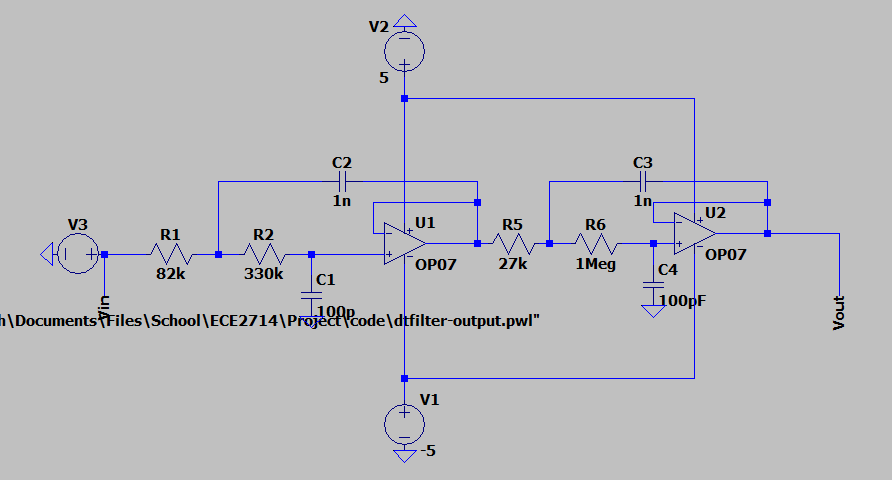 V2
5
C2
1n
C3
1n
V3
R1
82k
R2
330k
C1
100p
U1
OP07
R5
27k
R6
1Meg
C4
100pF
U2
OP07
Vin
Vout
h\Documents\Files\School\ECE2714\Project\code\dtfilter-output.pwl"
V1
-5